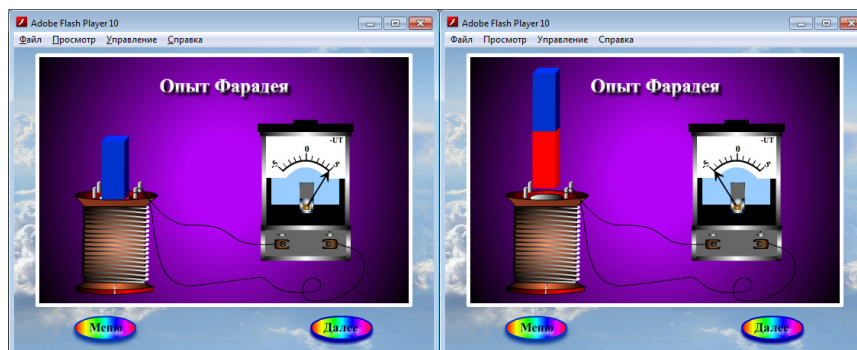 Adobe Flash Player 10
Файл Просмотр Управление Справка
Опыт Фарадея
-UT
-5 0 5
Меню Далее
Adobe Flash Player 10
Файл Просмотр Управление Справка
Опыт Фарадея
-UT
-5 0 5
Меню Далее